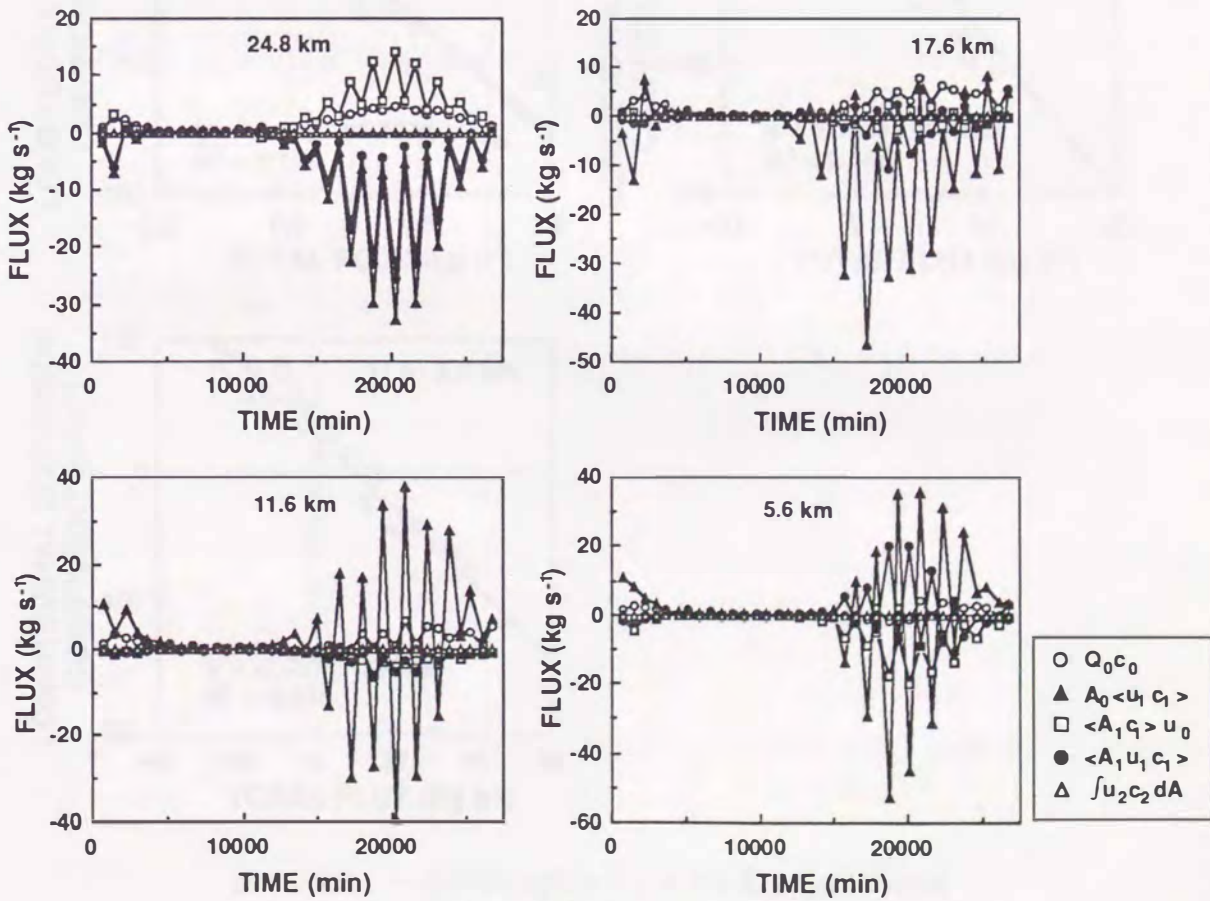 20
10
0
-10
-20
-30
-40
FLUX (kg s⁻¹)
24.8 km
0
10000
20000
TIME (min)
20
10
0
-10
-20
-30
-40
-50
FLUX (kg s⁻¹)
17.6 km
0
10000
20000
TIME (min)
40
20
0
-20
-40
FLUX (kg s⁻¹)
11.6 km
0
10000
20000
TIME (min)
40
20
0
-20
-40
-60
FLUX (kg s⁻¹)
5.6 km
0
10000
20000
TIME (min)
○ Q₀c₀
▲ A₀<u₁ c₁>
□ <A₁c₁> u₀
● <A₁u₁c₁>
△ ∫u₂c₂dA